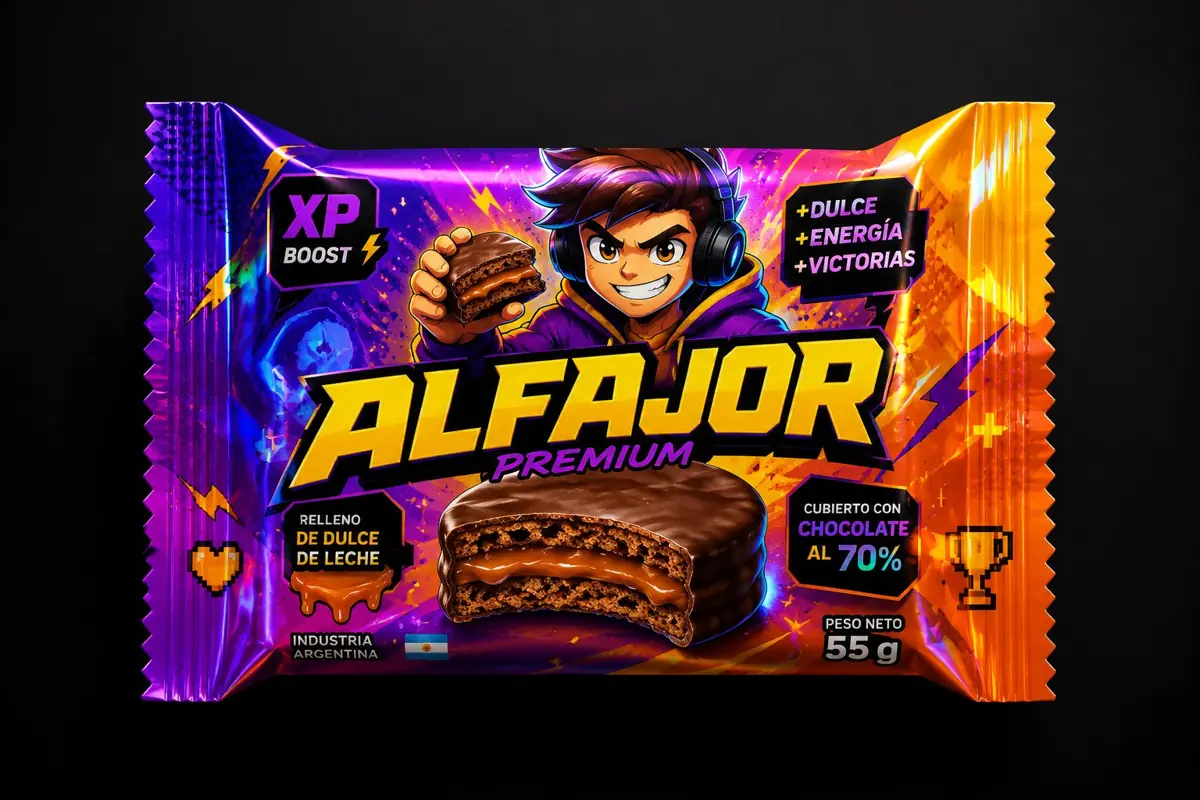 XP
BOOST
+DULCE
+ENERGÍA
+VICTORIAS
ALFAJOR
PREMIUM
RELLENO
DE DULCE
DE LECHE
CUBIERTO CON
CHOCOLATE
AL 70%
INDUSTRIA
ARGENTINA
PESO NETO
55 g